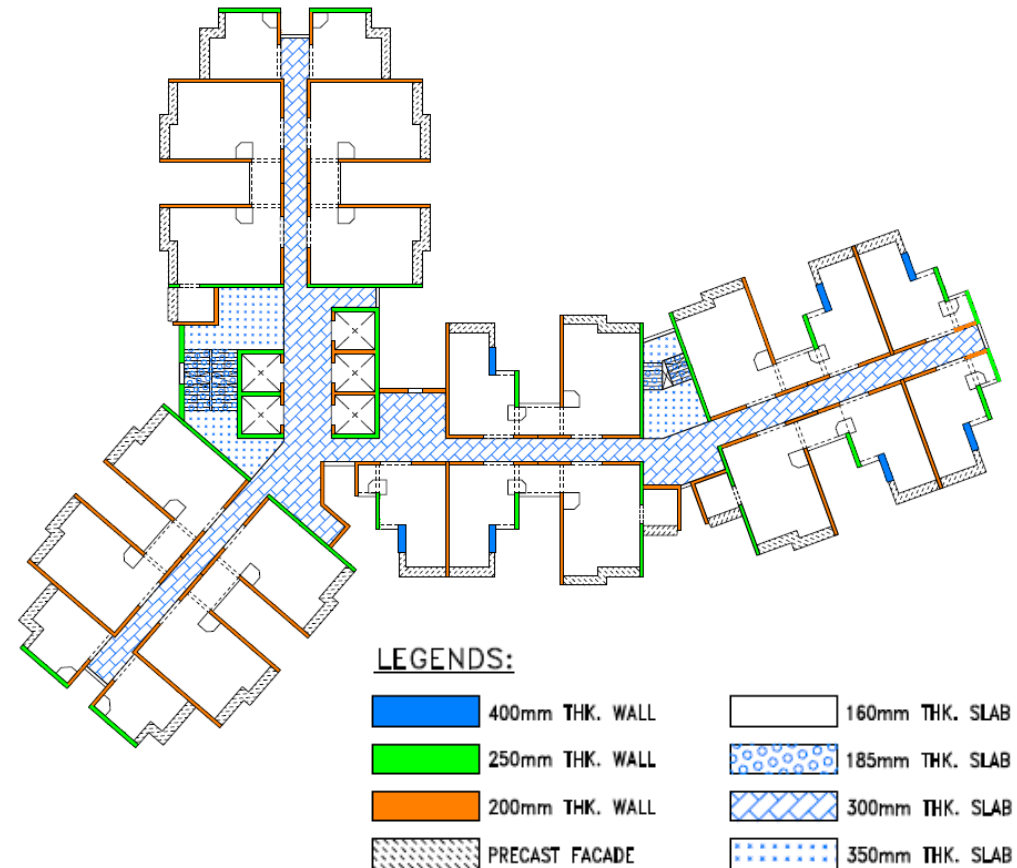 LEGENDS:
400mm THK. WALL
250mm THK. WALL
200mm THK. WALL
PRECAST FACADE
160mm THK. SLAB
185mm THK. SLAB
300mm THK. SLAB
350mm THK. SLAB